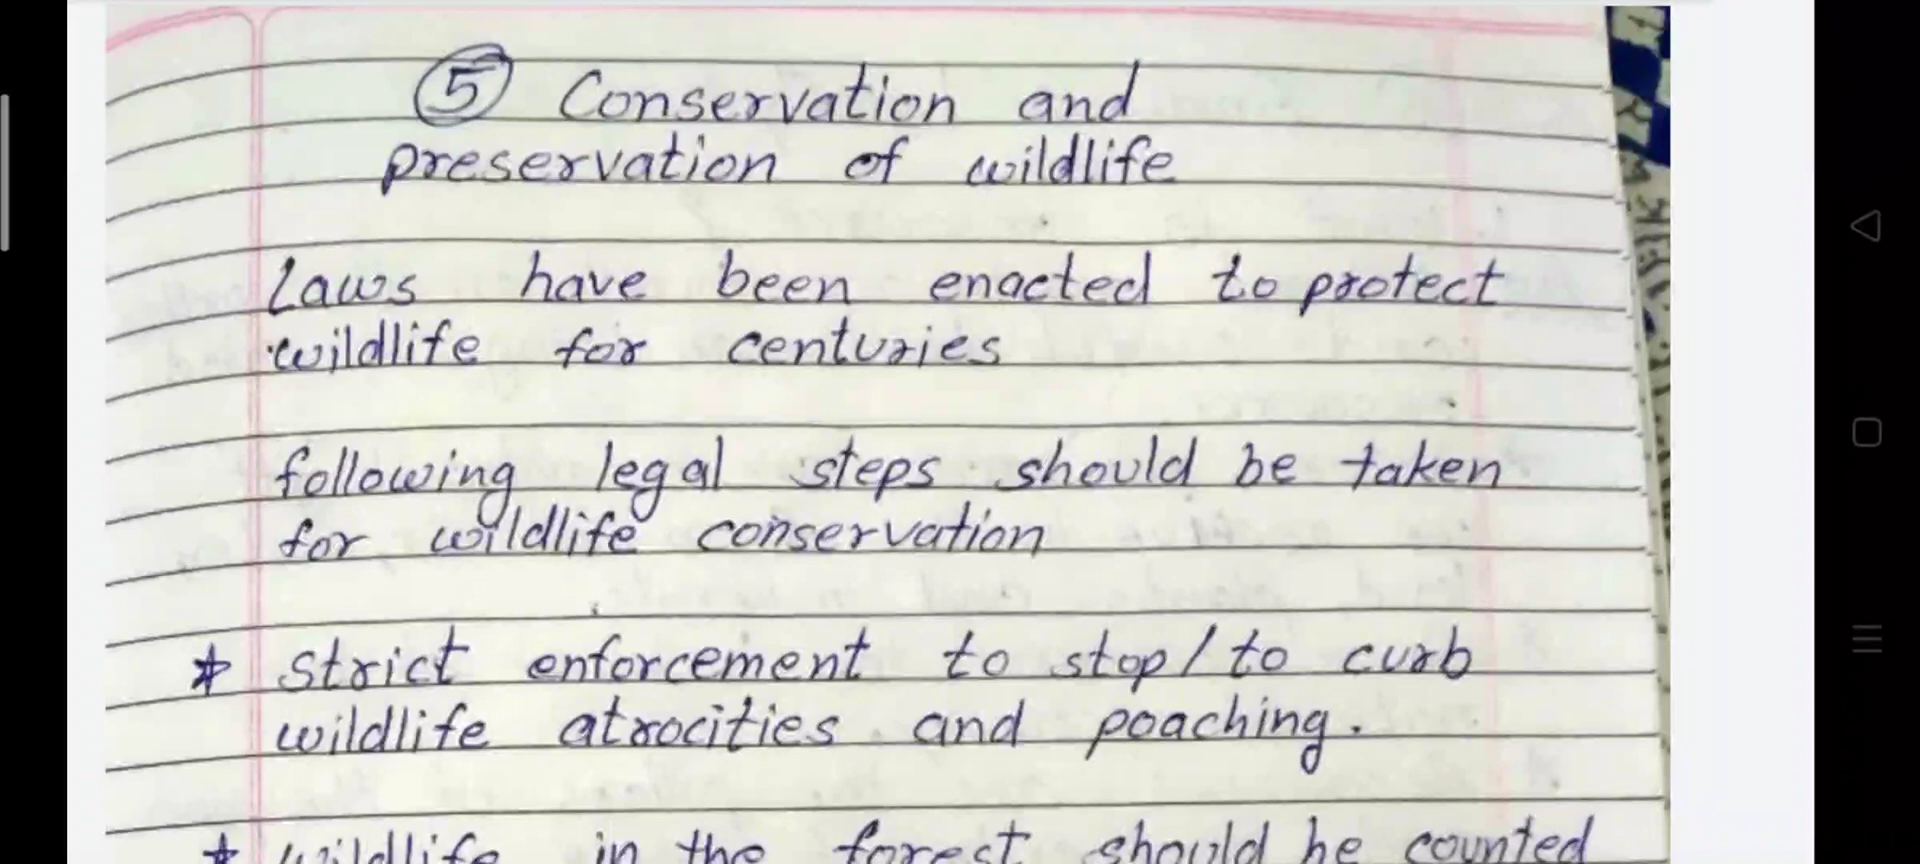 5 Conservation and
preservation of wildlife
Laws have been enacted to protect
wildlife for centuries
following legal steps should be taken
for wildlife conservation
* strict enforcement to stop/to curb
wildlife atrocities and poaching.
* wildlife in the forest should be counted